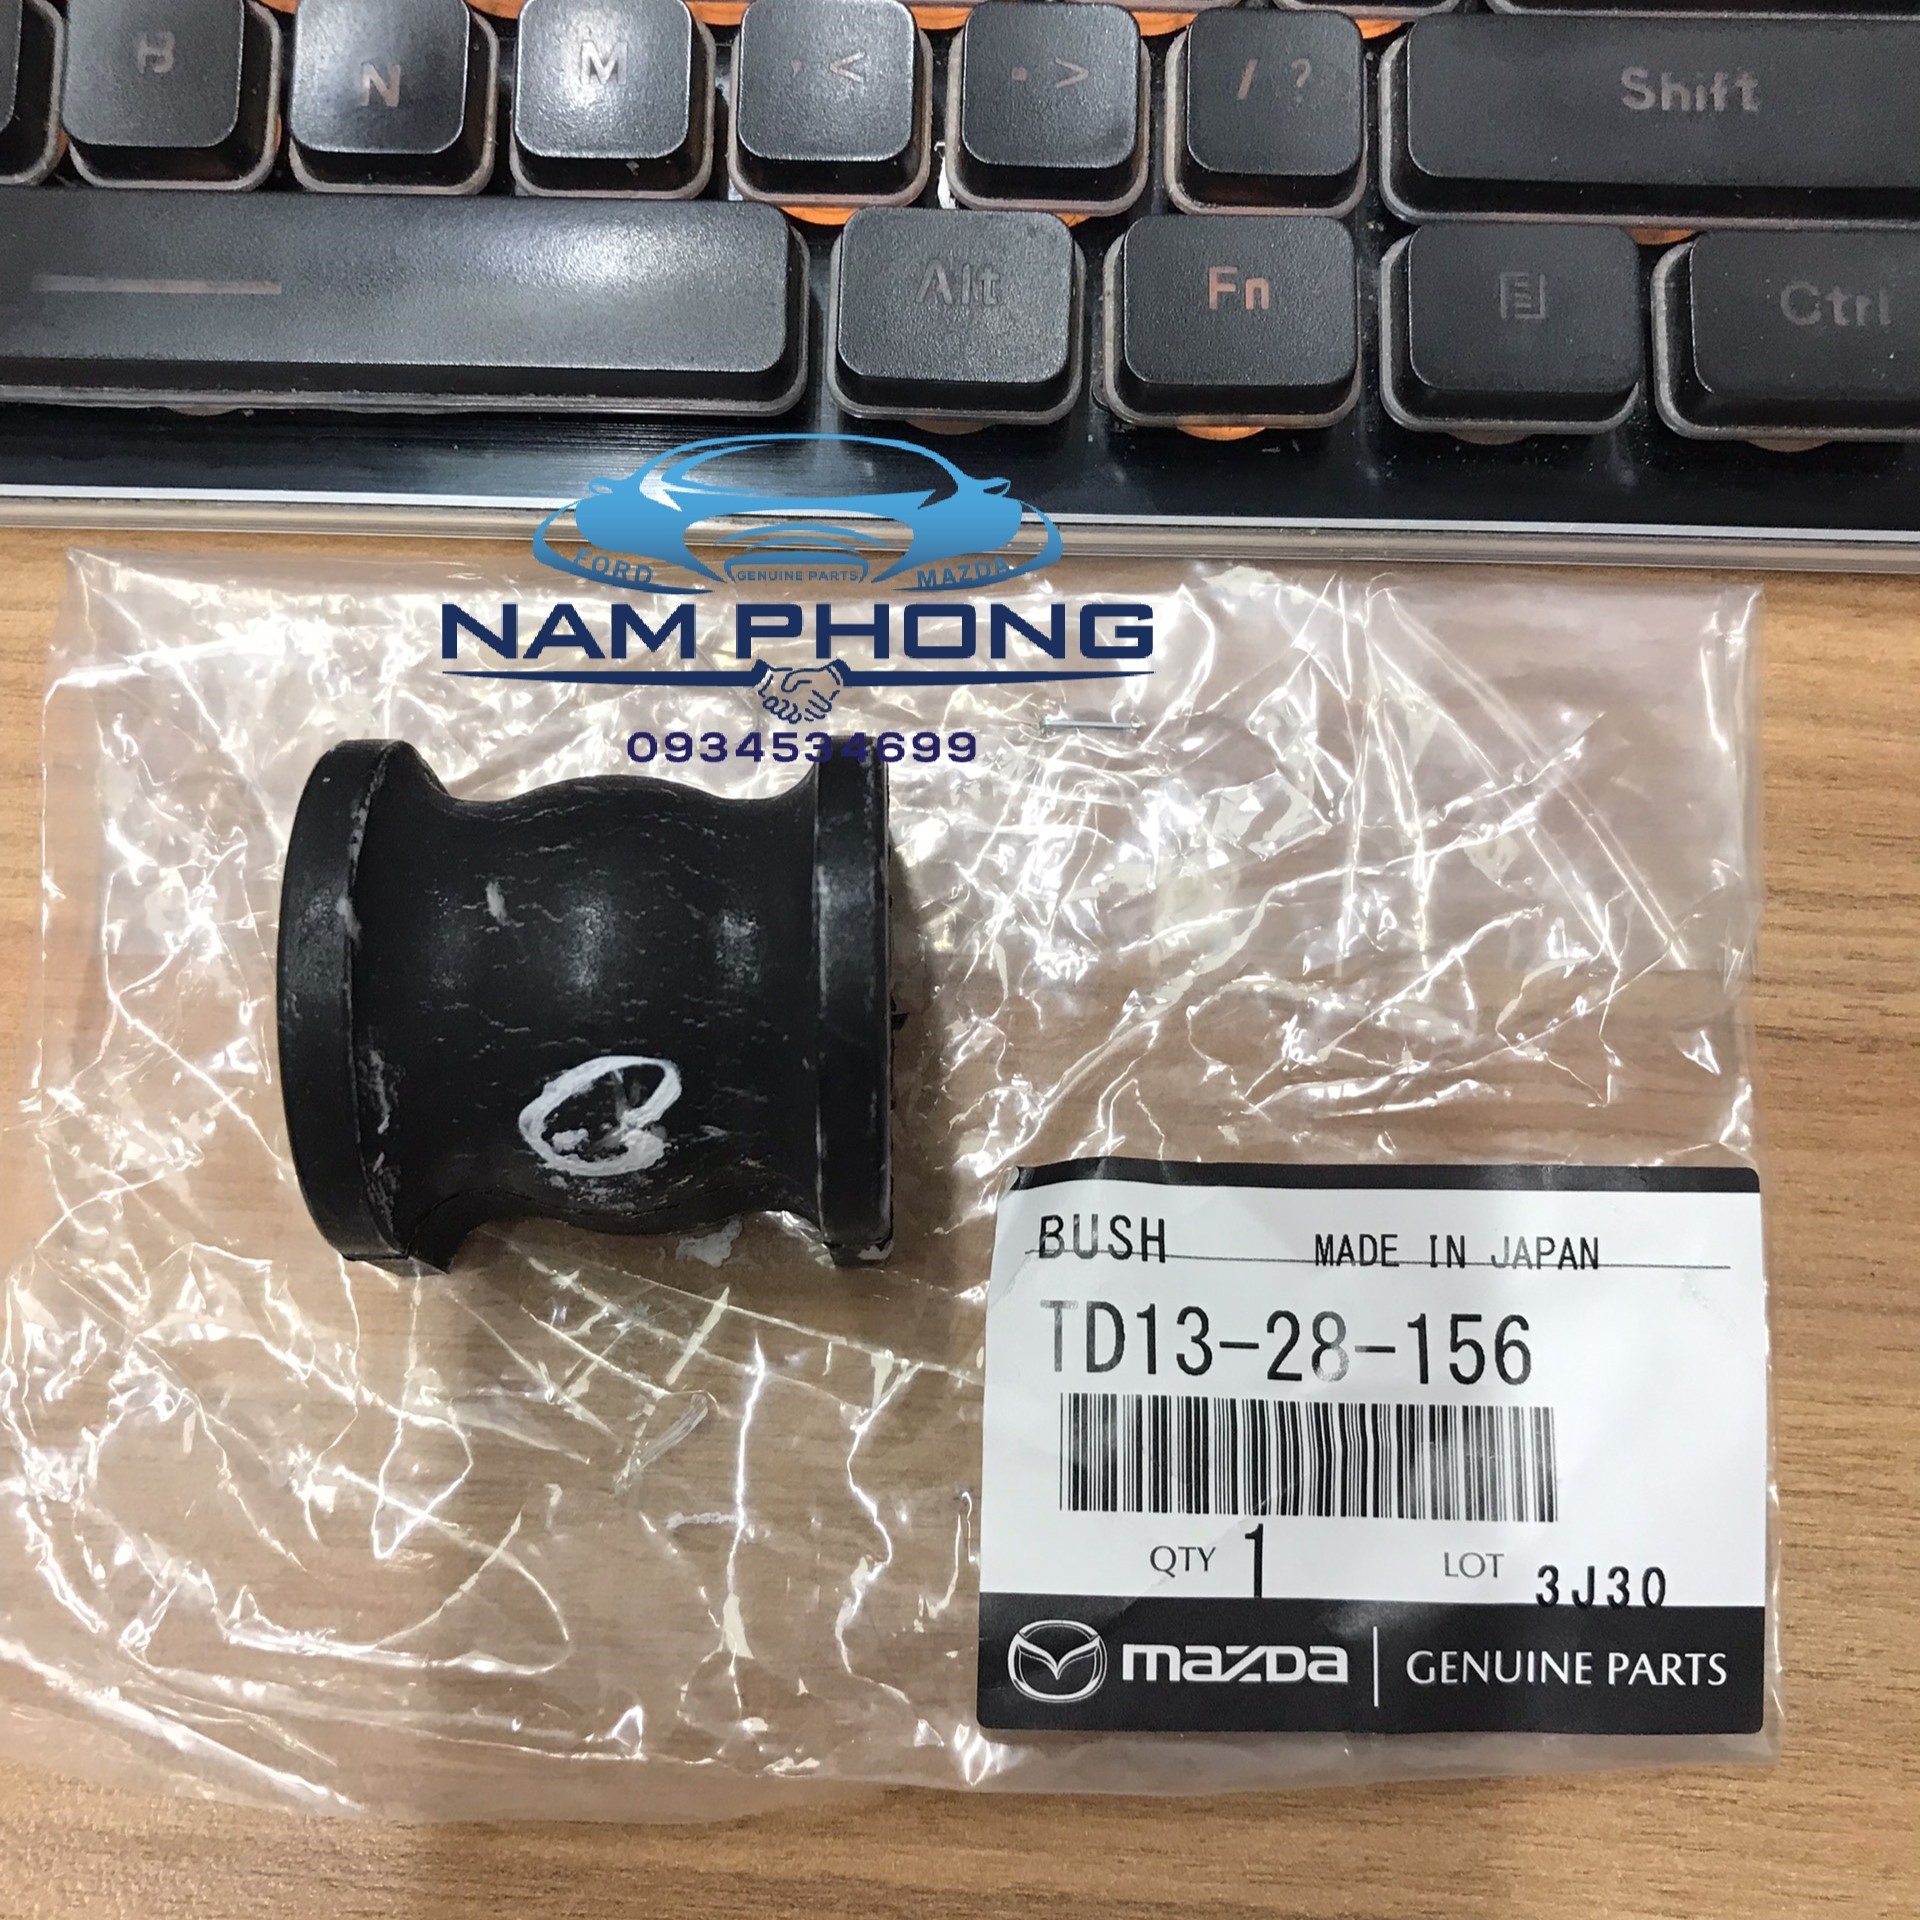 B N M , < . > / ? Shift
Alt Fn Ctrl
FORD GENUINE PARTS MAZDA
NAM PHONG
0934534699
BUSH MADE IN JAPAN
TD13-28-156
QTY 1 LOT 3J30
mazda GENUINE PARTS